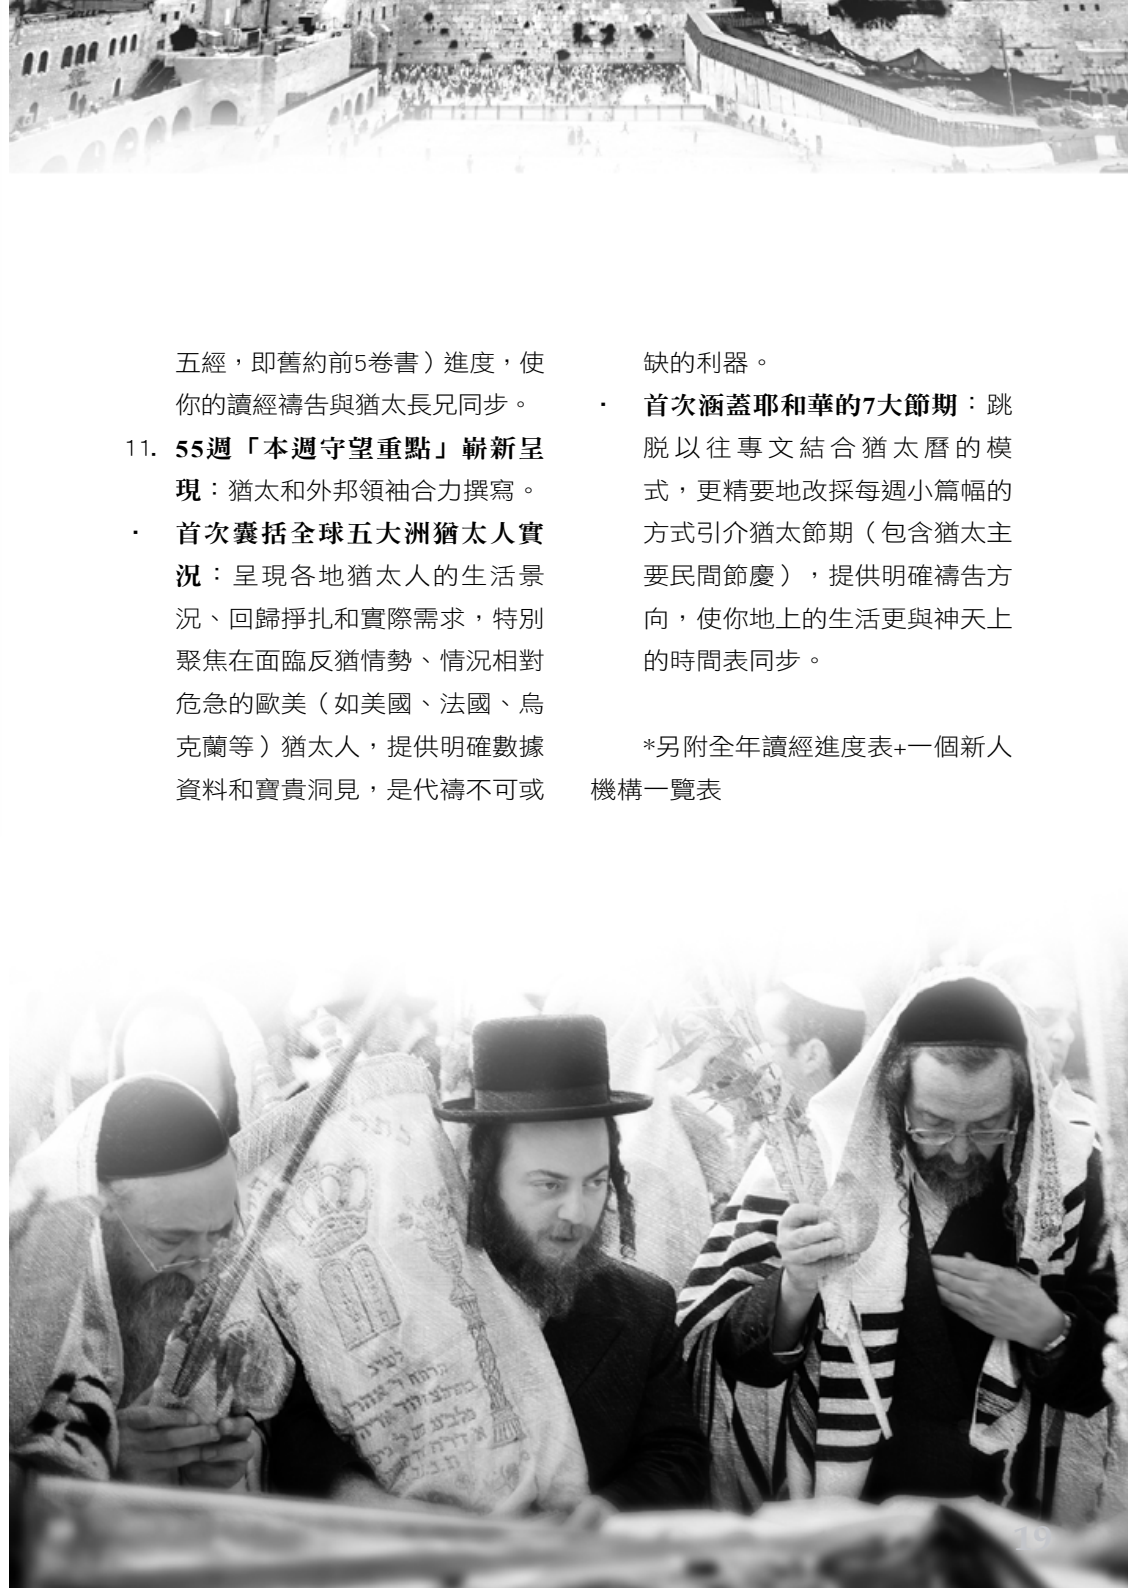 五經，即舊約前5卷書）進度，使
你的讀經禱告與猶太長兄同步。
11. 55週「本週守望重點」嶄新呈
現：猶太和外邦領袖合力撰寫。
· 首次囊括全球五大洲猶太人實
況：呈現各地猶太人的生活景
況、回歸掙扎和實際需求，特別
聚焦在面臨反猶情勢、情況相對
危急的歐美（如美國、法國、烏
克蘭等）猶太人，提供明確數據
資料和寶貴洞見，是代禱不可或
缺的利器。
· 首次涵蓋耶和華的7大節期：跳
脫以往專文結合猶太曆的模
式，更精要地改採每週小篇幅的
方式引介猶太節期（包含猶太主
要民間節慶），提供明確禱告方
向，使你地上的生活更與神天上
的時間表同步。
*另附全年讀經進度表+一個新人
機構一覽表
19